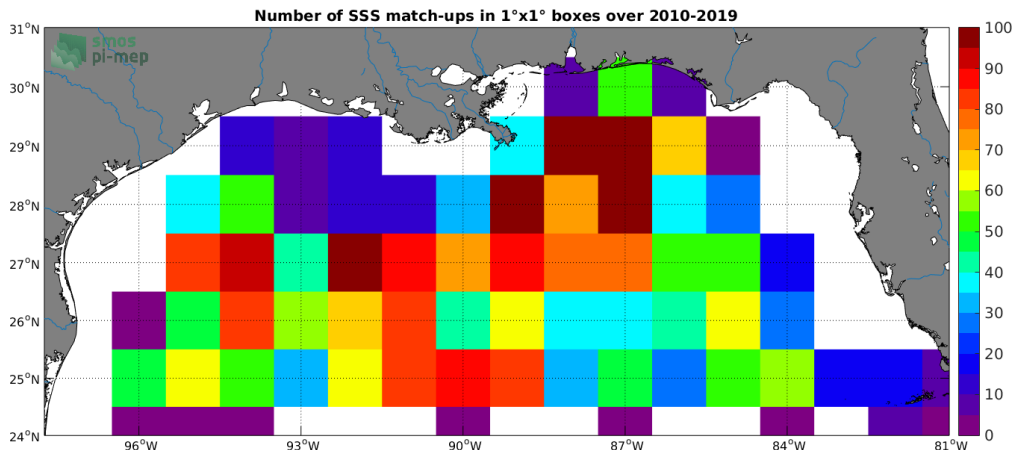 Number of SSS match-ups in 1°x1° boxes over 2010-2019
smos
pi-mep
31°N
30°N
29°N
28°N
27°N
26°N
25°N
24°N
96°W
93°W
90°W
87°W
84°W
81°W
100
90
80
70
60
50
40
30
20
10
0